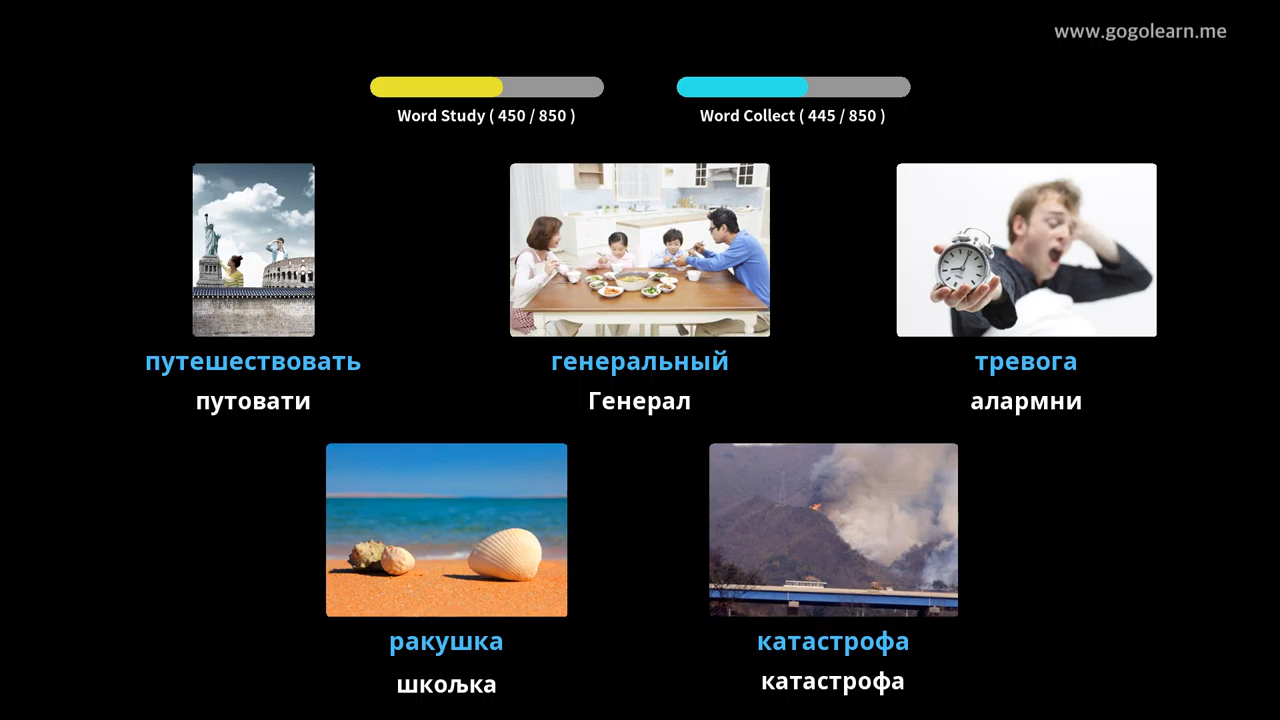 www.gogolearn.me
Word Study ( 450 / 850 )
Word Collect ( 445 / 850 )
путешествовать
путовати
генеральный
Генерал
тревога
алармни
ракушка
шкољка
катастрофа
катастрофа